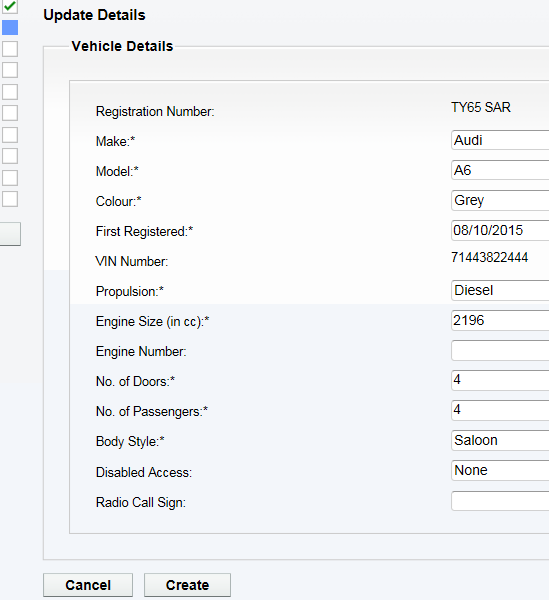 Update Details
Vehicle Details
Registration Number: TY65 SAR
Make:* Audi
Model:* A6
Colour:* Grey
First Registered:* 08/10/2015
VIN Number: 71443822444
Propulsion:* Diesel
Engine Size (in cc):* 2196
Engine Number:
No. of Doors:* 4
No. of Passengers:* 4
Body Style:* Saloon
Disabled Access: None
Radio Call Sign:
Cancel Create